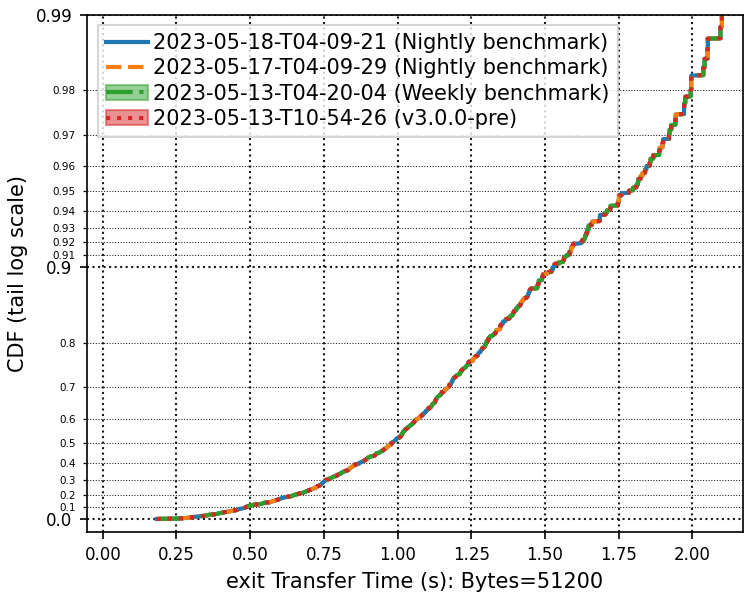 0.99
2023-05-18-T04-09-21 (Nightly benchmark)
2023-05-17-T04-09-29 (Nightly benchmark)
2023-05-13-T04-20-04 (Weekly benchmark)
2023-05-13-T10-54-26 (v3.0.0-pre)
0.98
0.97
0.96
0.95
0.94
0.93
0.92
0.91
0.9
0.8
0.7
0.6
0.5
0.4
0.3
0.2
0.1
0.0
CDF (tail log scale)
0.00 0.25 0.50 0.75 1.00 1.25 1.50 1.75 2.00
exit Transfer Time (s): Bytes=51200